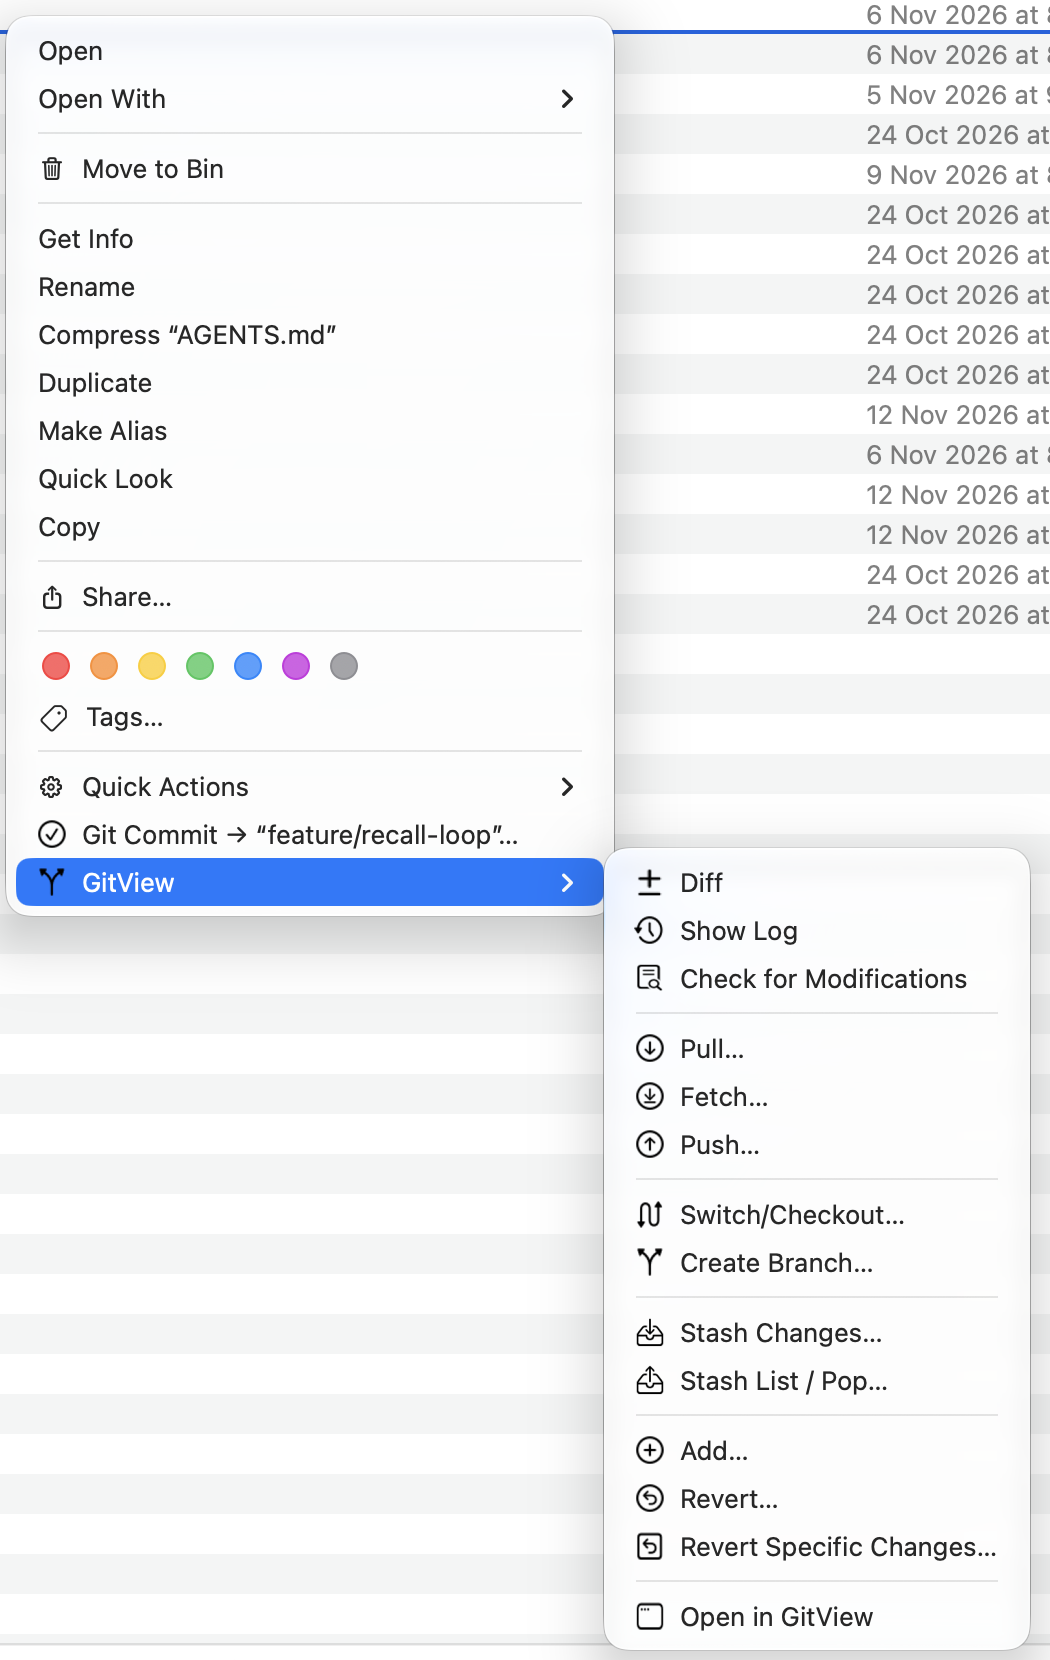 6 Nov 2026 at
Open
6 Nov 2026 at
Open With
5 Nov 2026 at
24 Oct 2026 at
Move to Bin
9 Nov 2026 at
24 Oct 2026 at
Get Info
24 Oct 2026 at
Rename
24 Oct 2026 at
Compress “AGENTS.md”
24 Oct 2026 at
Duplicate
24 Oct 2026 at
Make Alias
12 Nov 2026 at
6 Nov 2026 at
Quick Look
12 Nov 2026 at
Copy
12 Nov 2026 at
24 Oct 2026 at
Share...
24 Oct 2026 at
Tags...
Quick Actions
Git Commit → “feature/recall-loop”...
GitView
Diff
Show Log
Check for Modifications
Pull...
Fetch...
Push...
Switch/Checkout...
Create Branch...
Stash Changes...
Stash List / Pop...
Add...
Revert...
Revert Specific Changes...
Open in GitView